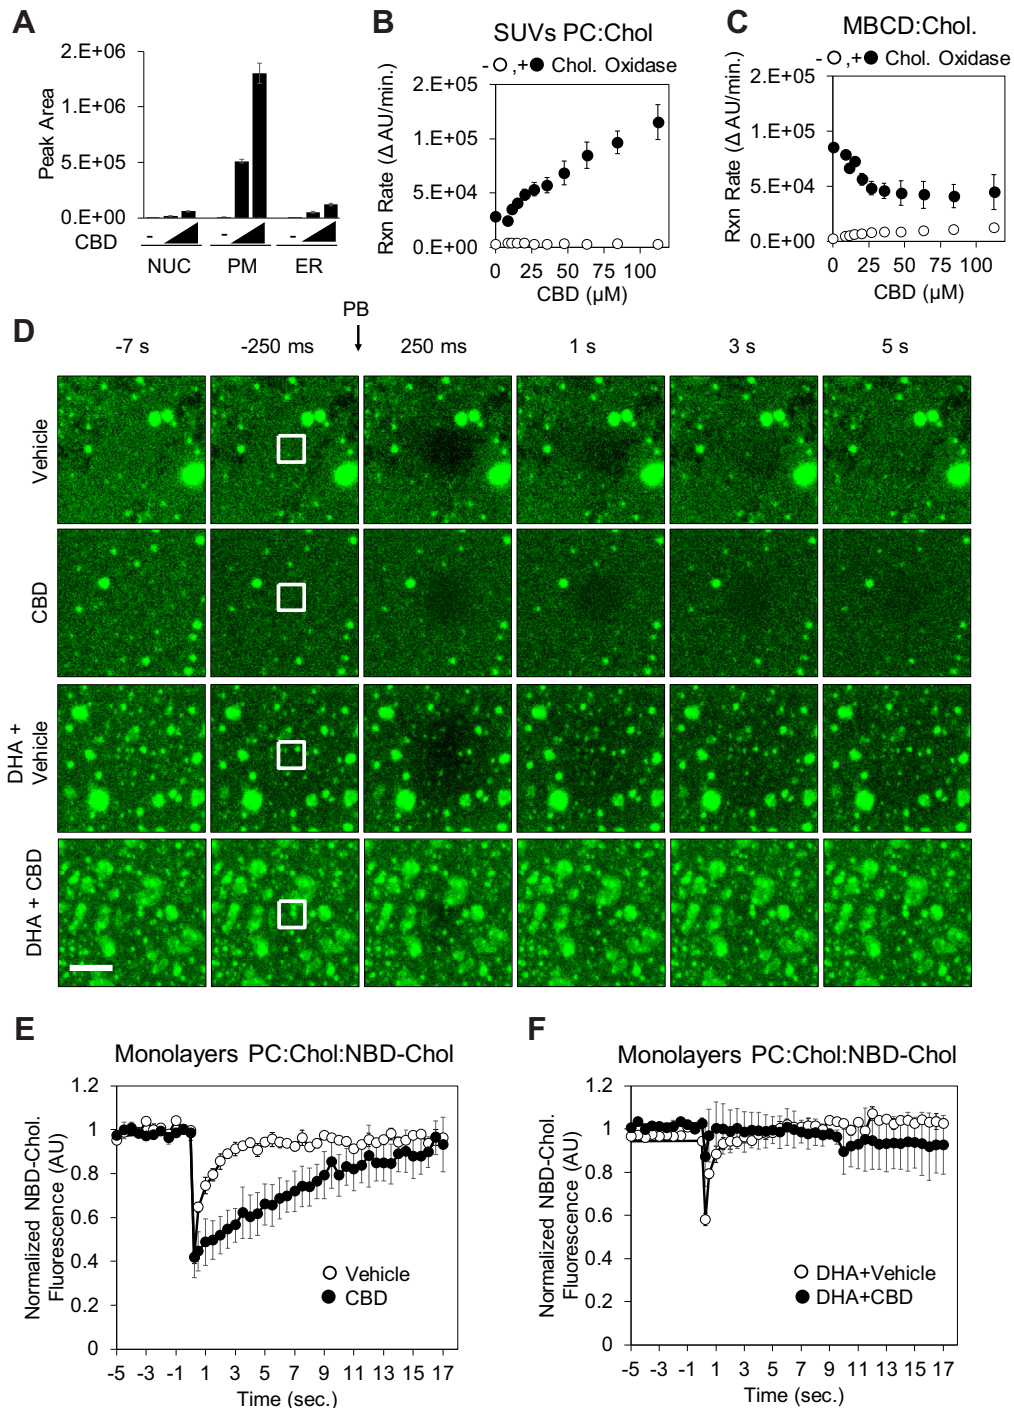 A
2.E+06
1.E+06
5.E+05
0.E+00
Peak Area
CBD
-
-
-
NUC
PM
ER
B
SUVs PC:Chol
- ,+ Chol. Oxidase
2.E+05
1.E+05
5.E+04
0.E+00
Rxn Rate (Δ AU/min.)
0 25 50 75 100
CBD (µM)
C
MBCD:Chol.
- ,+ Chol. Oxidase
2.E+05
1.E+05
5.E+04
0.E+00
Rxn Rate (Δ AU/min.)
0 25 50 75 100
CBD (µM)
D
PB
-7 s -250 ms 250 ms 1 s 3 s 5 s
Vehicle
CBD
DHA +
Vehicle
DHA + CBD
E
Monolayers PC:Chol:NBD-Chol
1.2
1
0.8
0.6
0.4
0.2
0
Normalized NBD-Chol.
Fluorescence (AU)
Vehicle
CBD
-5 -3 -1 1 3 5 7 9 11 13 15 17
Time (sec.)
F
Monolayers PC:Chol:NBD-Chol
1.2
1
0.8
0.6
0.4
0.2
0
Normalized NBD-Chol.
Fluorescence (AU)
DHA+Vehicle
DHA+CBD
-5 -3 -1 1 3 5 7 9 11 13 15 17
Time (sec.)